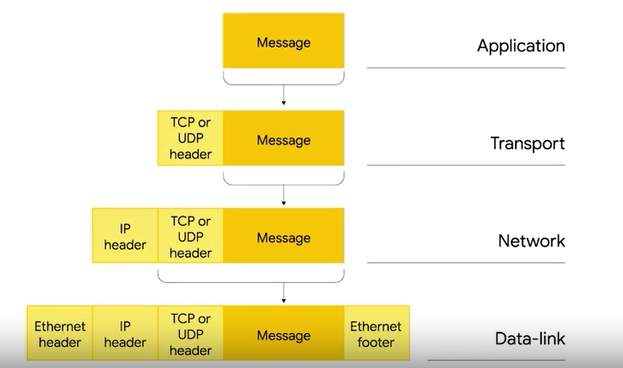 Message
Application
TCP or
UDP
header
Message
Transport
IP
header
TCP or
UDP
header
Message
Network
Ethernet
header
IP
header
TCP or
UDP
header
Message
Ethernet
footer
Data-link